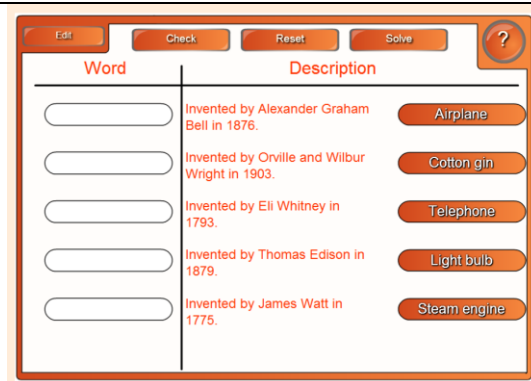 Edit
Check
Reset
Solve
?
Word
Description
Invented by Alexander Graham
Bell in 1876.
Airplane
Invented by Orville and Wilbur
Wright in 1903.
Cotton gin
Invented by Eli Whitney in
1793.
Telephone
Invented by Thomas Edison in
1879.
Light bulb
Invented by James Watt in
1775.
Steam engine